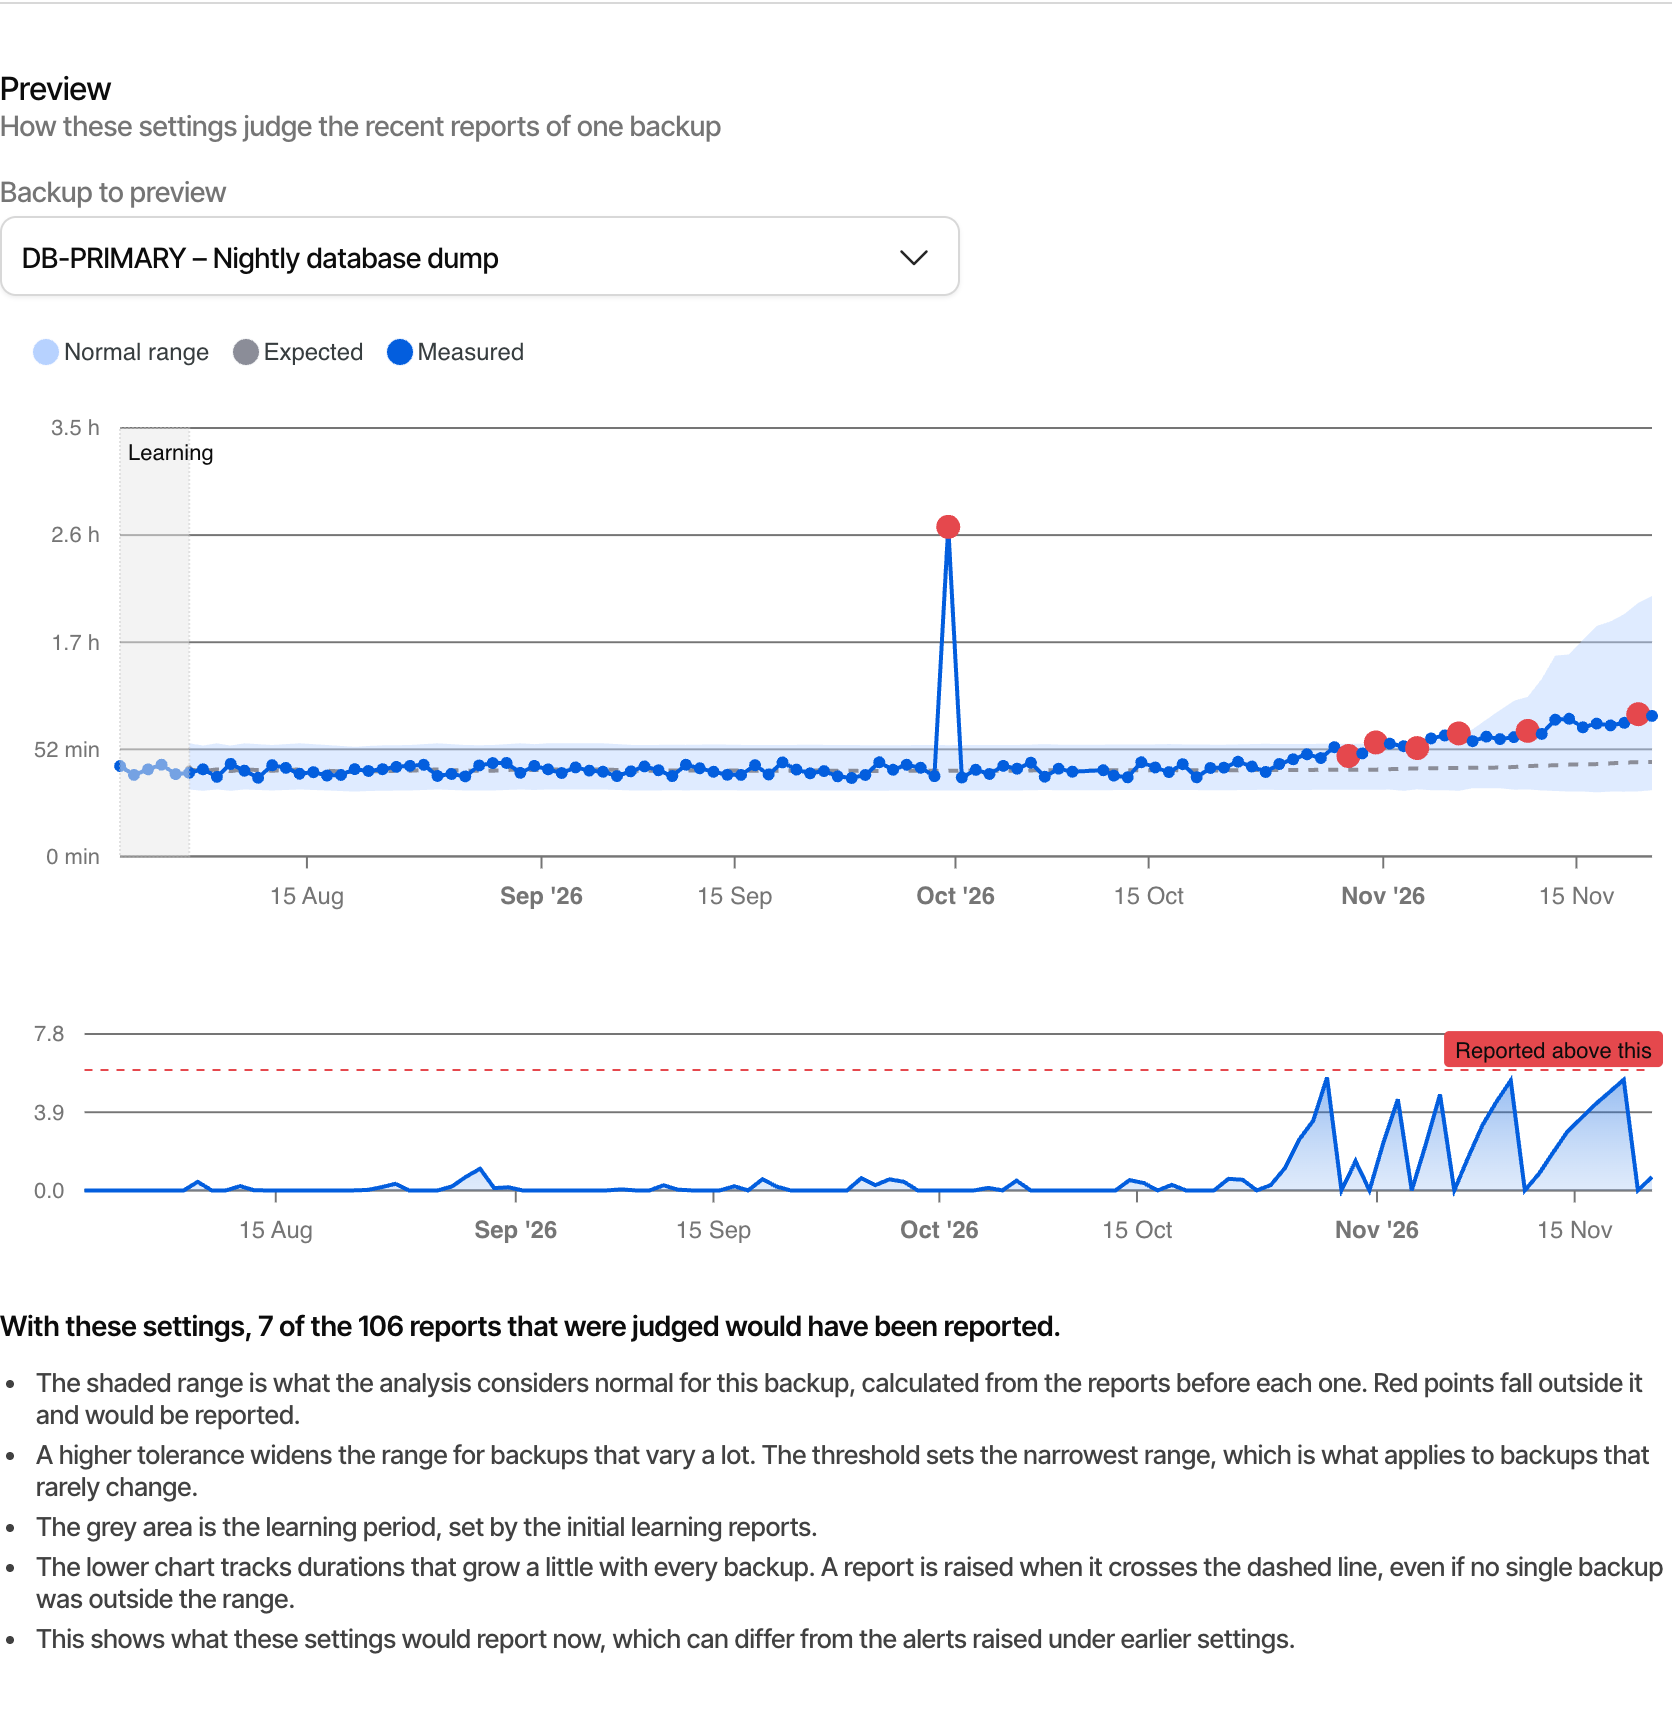 Preview
How these settings judge the recent reports of one backup
Backup to preview
DB-PRIMARY – Nightly database dump
Normal range Expected Measured
3.5 h
Learning
2.6 h
1.7 h
52 min
0 min
15 Aug Sep '26 15 Sep Oct '26 15 Oct Nov '26 15 Nov
7.8
Reported above this
3.9
0.0
15 Aug Sep '26 15 Sep Oct '26 15 Oct Nov '26 15 Nov
With these settings, 7 of the 106 reports that were judged would have been reported.
• The shaded range is what the analysis considers normal for this backup, calculated from the reports before each one. Red points fall outside it
and would be reported.
• A higher tolerance widens the range for backups that vary a lot. The threshold sets the narrowest range, which is what applies to backups that
rarely change.
• The grey area is the learning period, set by the initial learning reports.
• The lower chart tracks durations that grow a little with every backup. A report is raised when it crosses the dashed line, even if no single backup
was outside the range.
• This shows what these settings would report now, which can differ from the alerts raised under earlier settings.